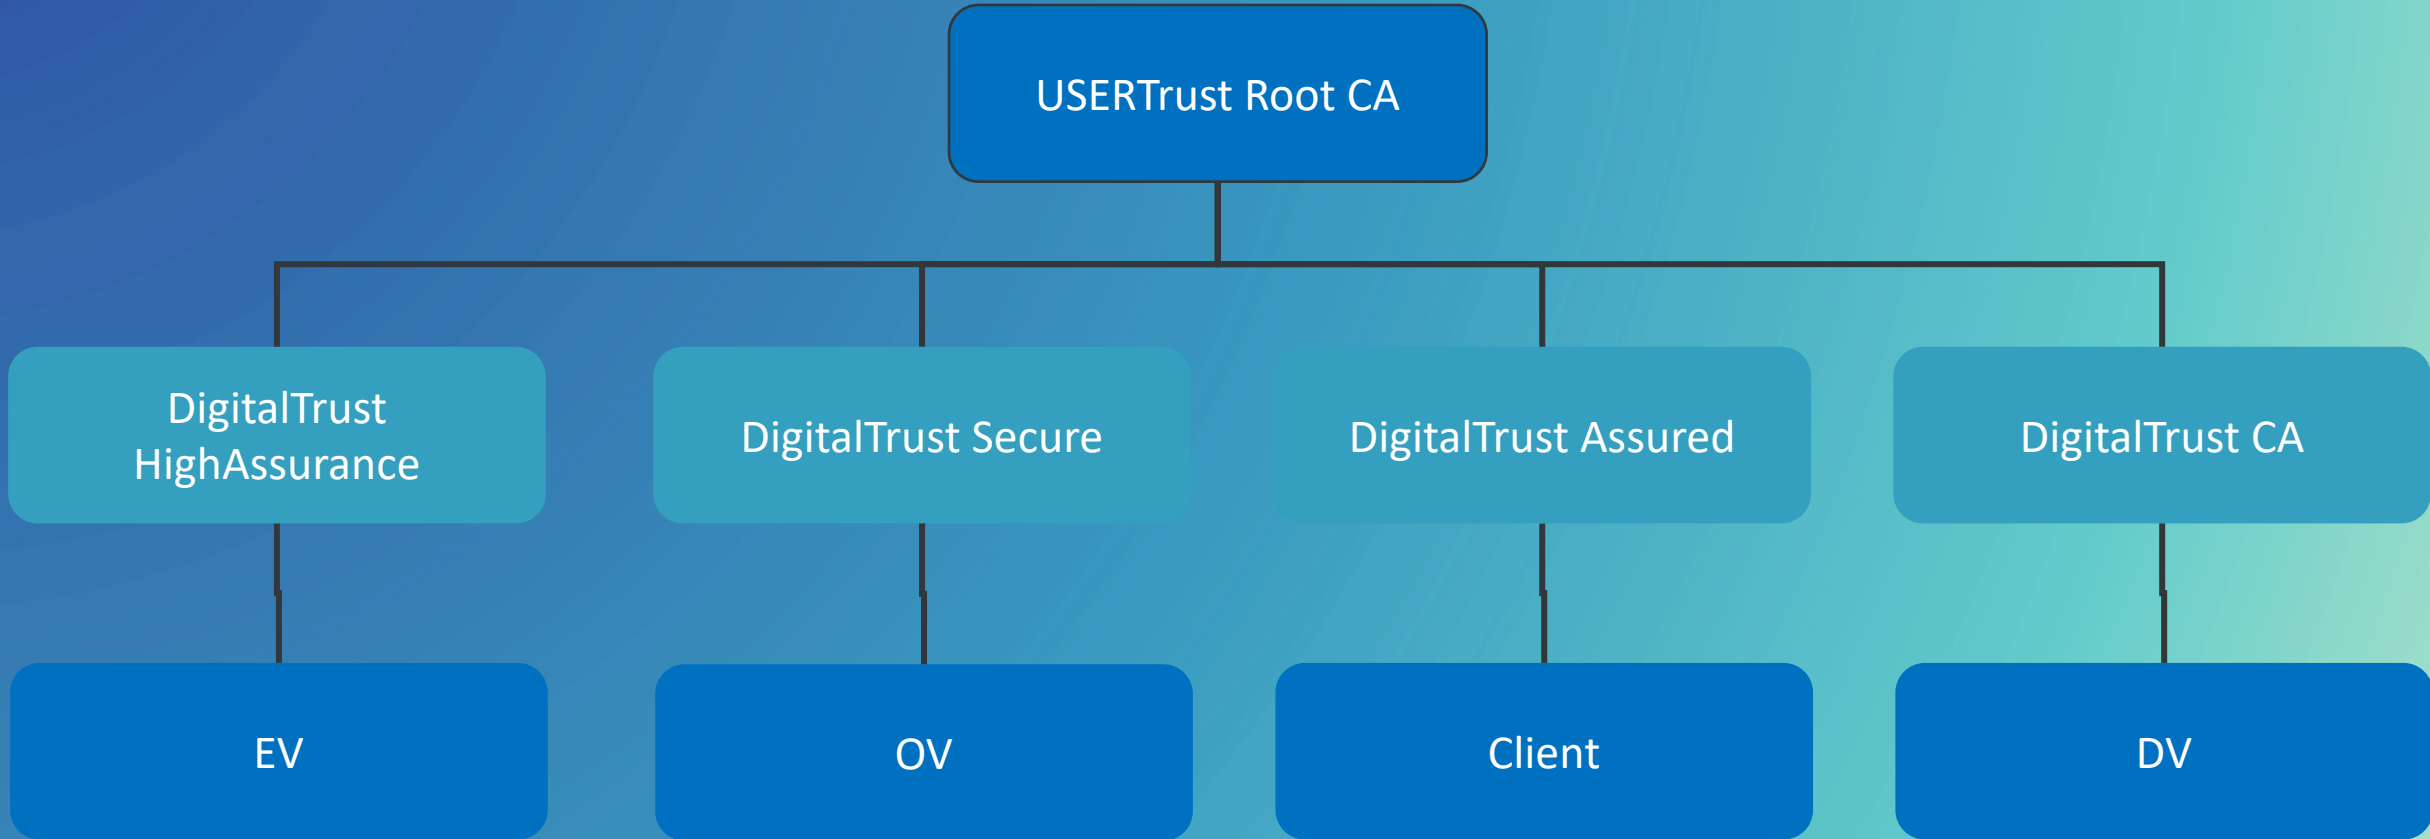 USERTrust Root CA
DigitalTrust
HighAssurance
DigitalTrust Secure
DigitalTrust Assured
DigitalTrust CA
EV
OV
Client
DV